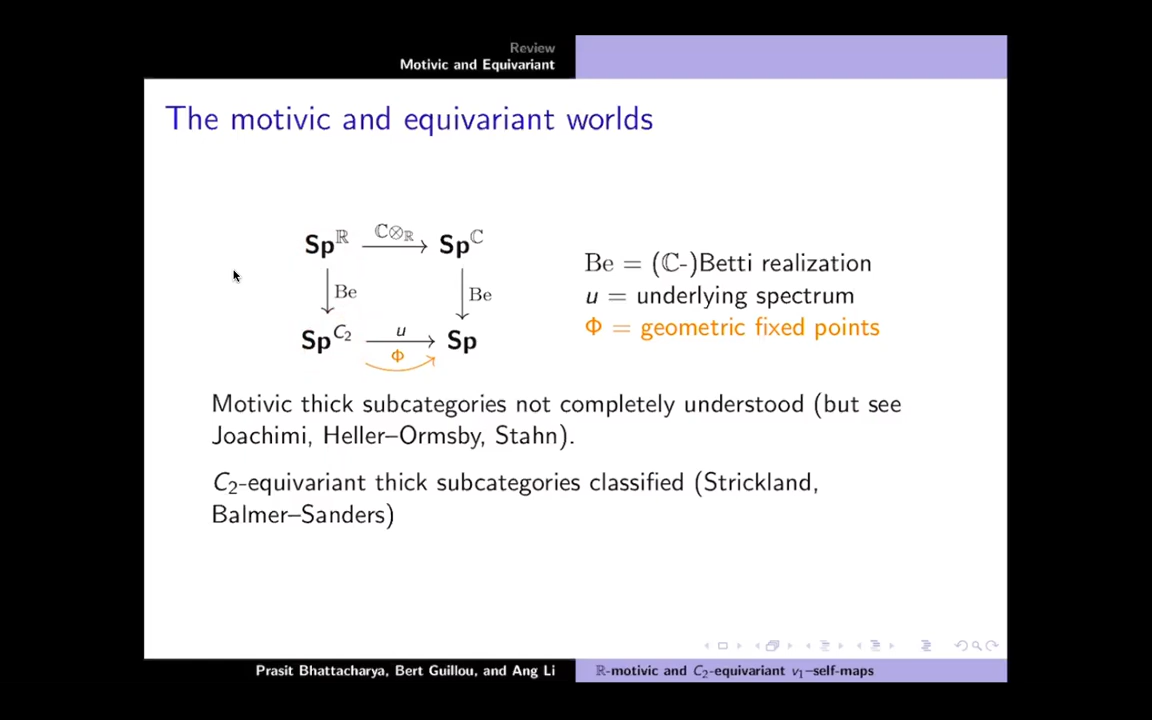 Review
Motivic and Equivariant
The motivic and equivariant worlds
Sp^ℝ ℂ⊗_ℝ Sp^ℂ
Be Be
Sp^{C_2} u Sp
Φ
Be = (ℂ-)Betti realization
u = underlying spectrum
Φ = geometric fixed points
Motivic thick subcategories not completely understood (but see
Joachimi, Heller–Ormsby, Stahn).
C_2-equivariant thick subcategories classified (Strickland,
Balmer–Sanders)
Prasit Bhattacharya, Bert Guillou, and Ang Li
ℝ-motivic and C_2-equivariant v_1–self-maps